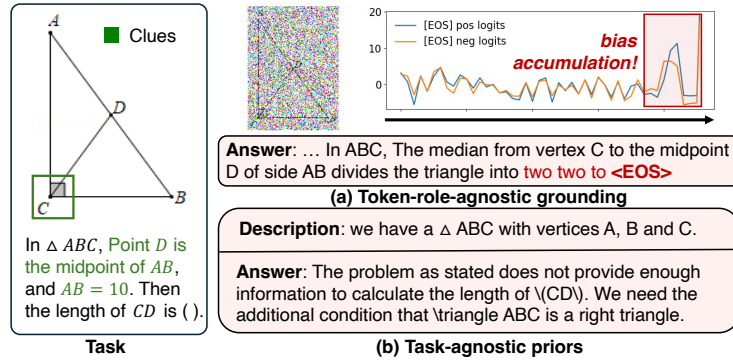 A
Clues
D
C
B
In △ ABC, Point D is
the midpoint of AB,
and AB = 10. Then
the length of CD is ( ).
Task
D
20
10
0
[EOS] pos logits
[EOS] neg logits
bias
accumulation!
Answer: ... In ABC, The median from vertex C to the midpoint
D of side AB divides the triangle into two two to <EOS>
(a) Token-role-agnostic grounding
Description: we have a △ ABC with vertices A, B and C.
Answer: The problem as stated does not provide enough
information to calculate the length of \(CD\). We need the
additional condition that \triangle ABC is a right triangle.
(b) Task-agnostic priors